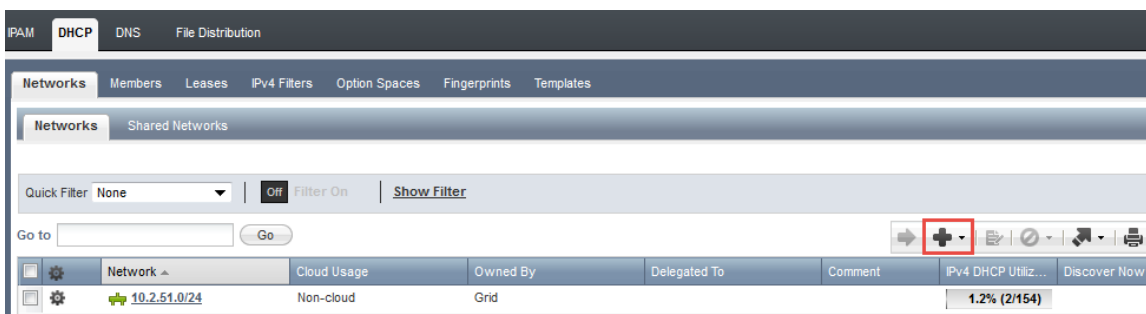 IPAM DHCP DNS File Distribution
Networks Members Leases IPv4 Filters Option Spaces Fingerprints Templates
Networks Shared Networks
Quick Filter None Off Filter On Show Filter
Go to Go
Network Cloud Usage Owned By Delegated To Comment IPv4 DHCP Utiliz... Discover Now
10.2.51.0/24 Non-cloud Grid 1.2% (2/154)